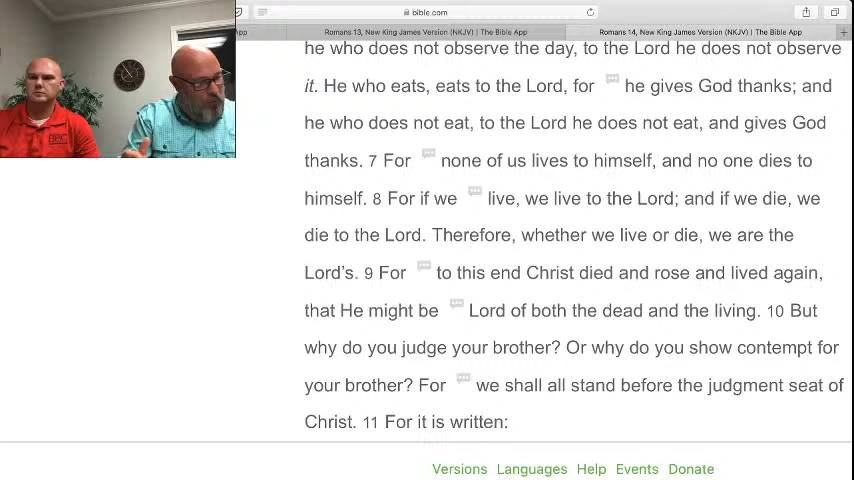 bible.com
App
Romans 13, New King James Version (NKJV) | The Bible App
Romans 14, New King James Version (NKJV) | The Bible App
he who does not observe the day, to the Lord he does not observe
it. He who eats, eats to the Lord, for he gives God thanks; and
he who does not eat, to the Lord he does not eat, and gives God
thanks. 7 For none of us lives to himself, and no one dies to
himself. 8 For if we live, we live to the Lord; and if we die, we
die to the Lord. Therefore, whether we live or die, we are the
Lord's. 9 For to this end Christ died and rose and lived again,
that He might be Lord of both the dead and the living. 10 But
why do you judge your brother? Or why do you show contempt for
your brother? For we shall all stand before the judgment seat of
Christ. 11 For it is written:
Versions Languages Help Events Donate